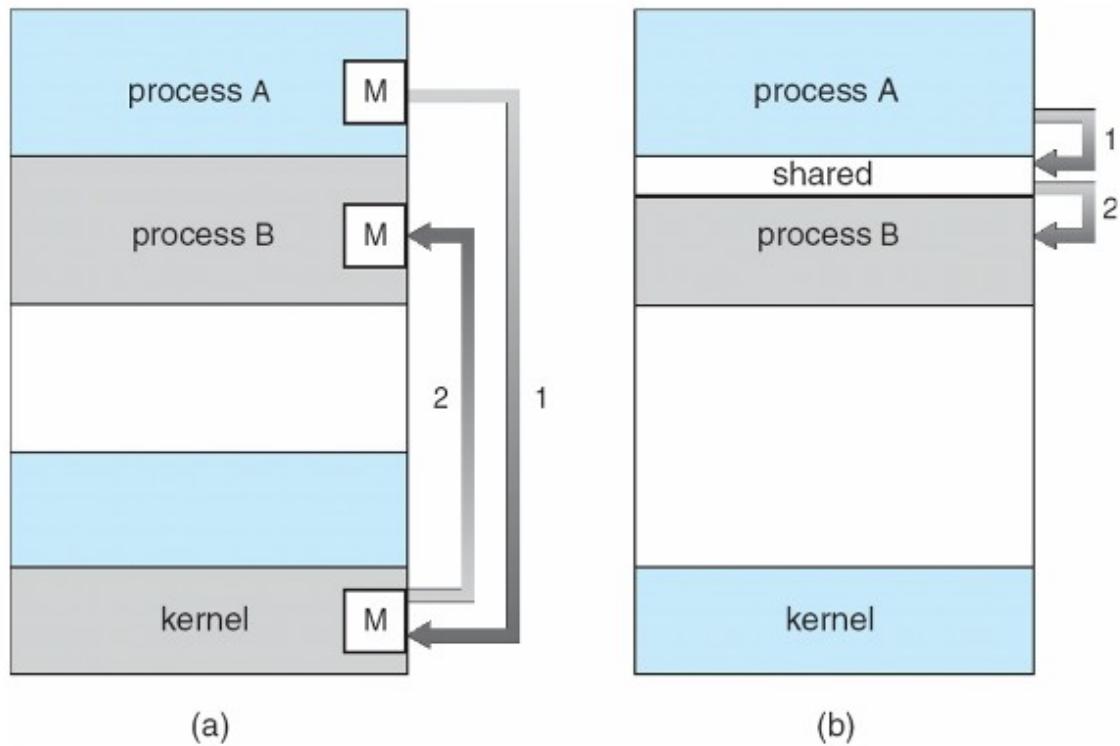 process A
M
process B
M
2
1
kernel
M
(a)
process A
1
shared
2
process B
kernel
(b)